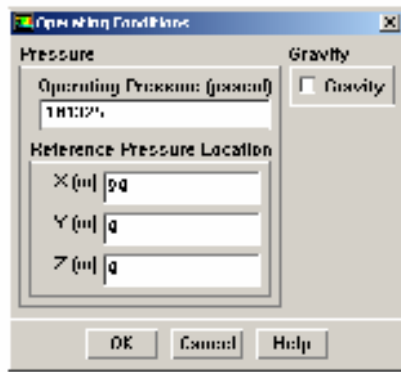 Operating Conditions
Pressure
Gravity
Operating Pressure (pascal)
Gravity
101325
Reference Pressure Location
X (m)
Y (m) 0
Z (m) 0
OK Cancel Help